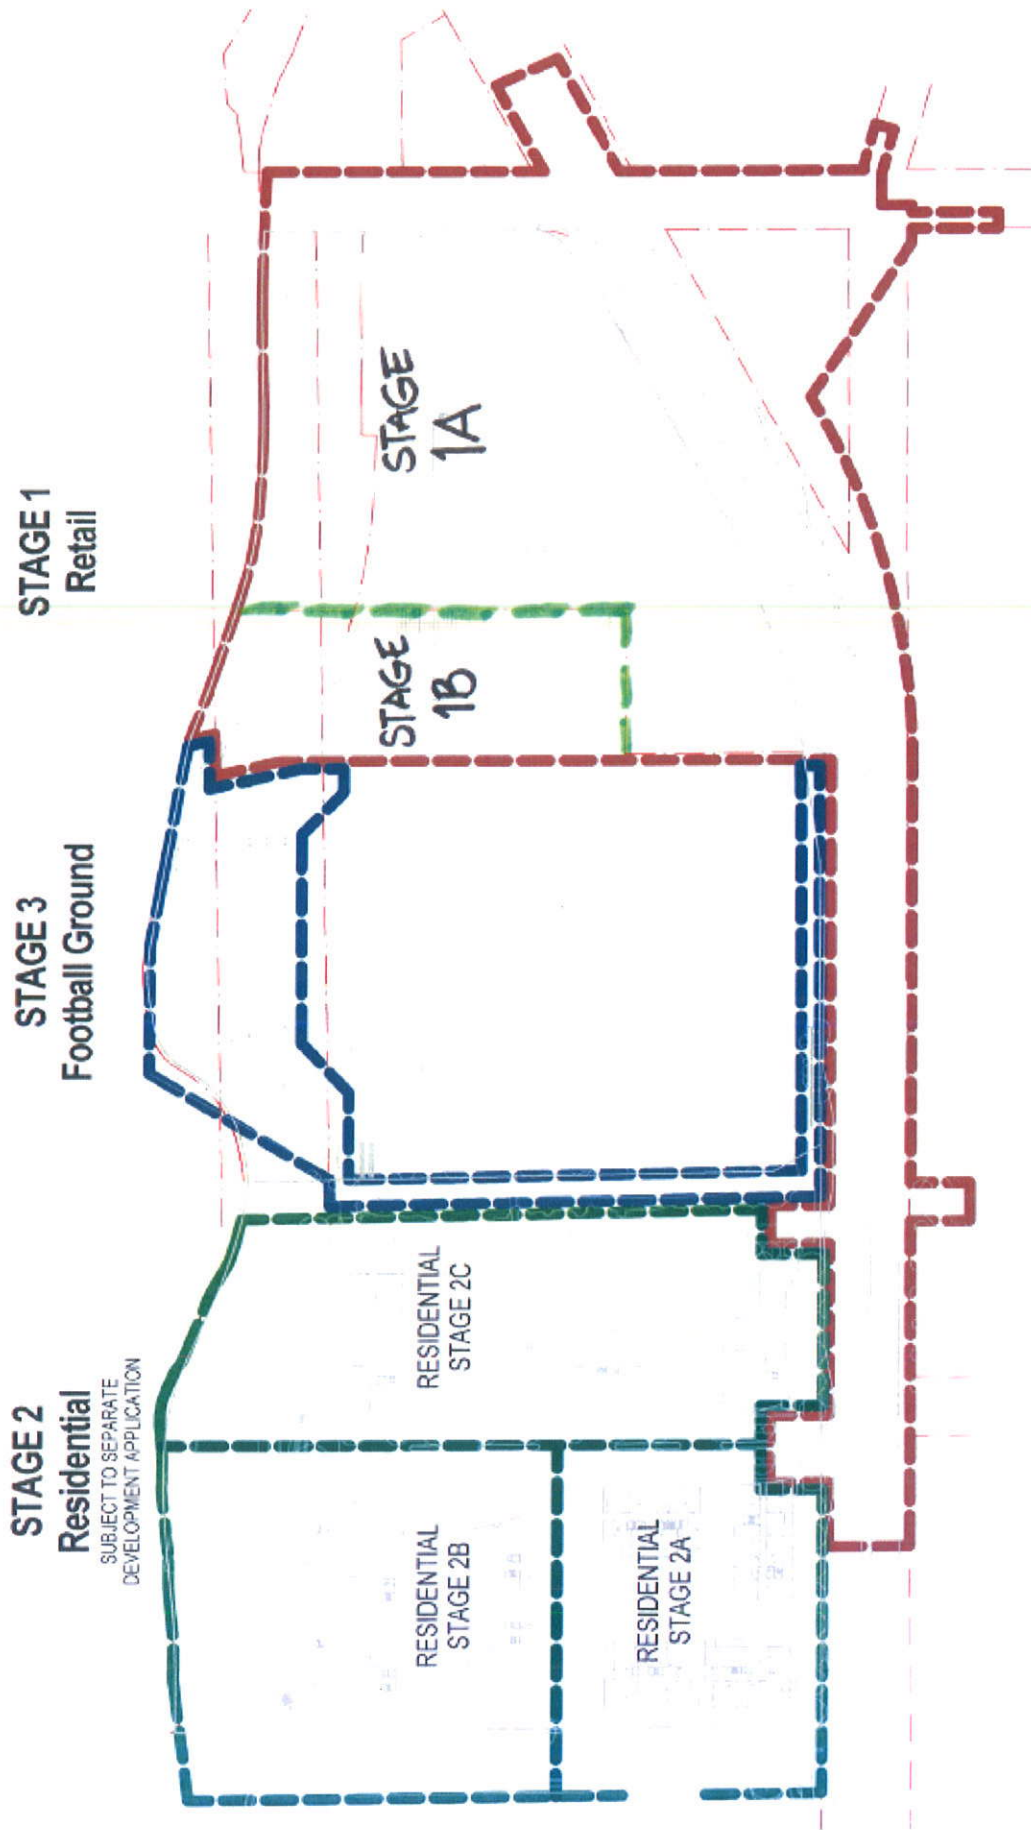 STAGE 2
Residential
SUBJECT TO SEPARATE
DEVELOPMENT APPLICATION
STAGE 3
Football Ground
STAGE 1
Retail
RESIDENTIAL
STAGE 2B
RESIDENTIAL
STAGE 2C
STAGE
1B
STAGE
1A
RESIDENTIAL
STAGE 2A